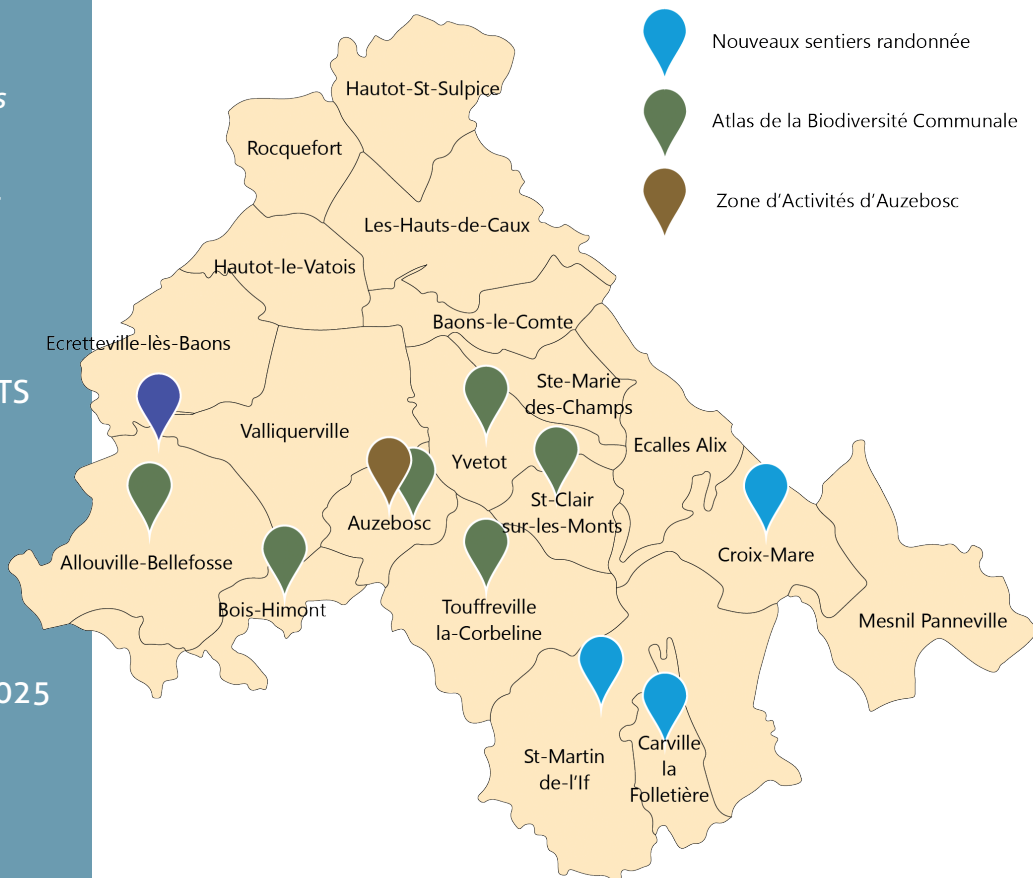 Nouveaux sentiers randonnée
Atlas de la Biodiversité Communale
Zone d'Activités d'Auzebosc
s
TS
025
Hautot-St-Sulpice
Rocquefort
Les-Hauts-de-Caux
Hautot-le-Vatois
Baons-le-Comte
Ecretteville-lès-Baons
Ste-Marie
des-Champs
Valliquerville
Ecalles Alix
Yvetot
St-Clair
sur-les-Monts
Auzebosc
Croix-Mare
Allouville-Bellefosse
Bois-Himont
Touffreville
la-Corbeline
Mesnil Panneville
St-Martin
de-l'If
Carville
la
Folletière